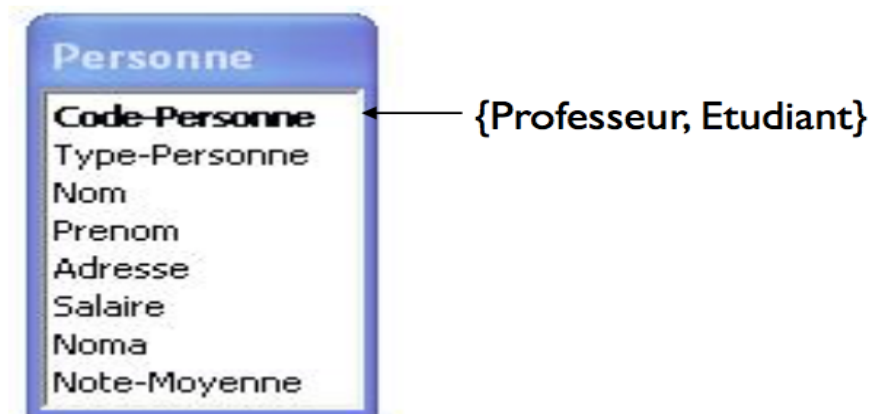 Personne
Code-Personne
{Professeur, Etudiant}
Type-Personne
Nom
Prenom
Adresse
Salaire
Noma
Note-Moyenne